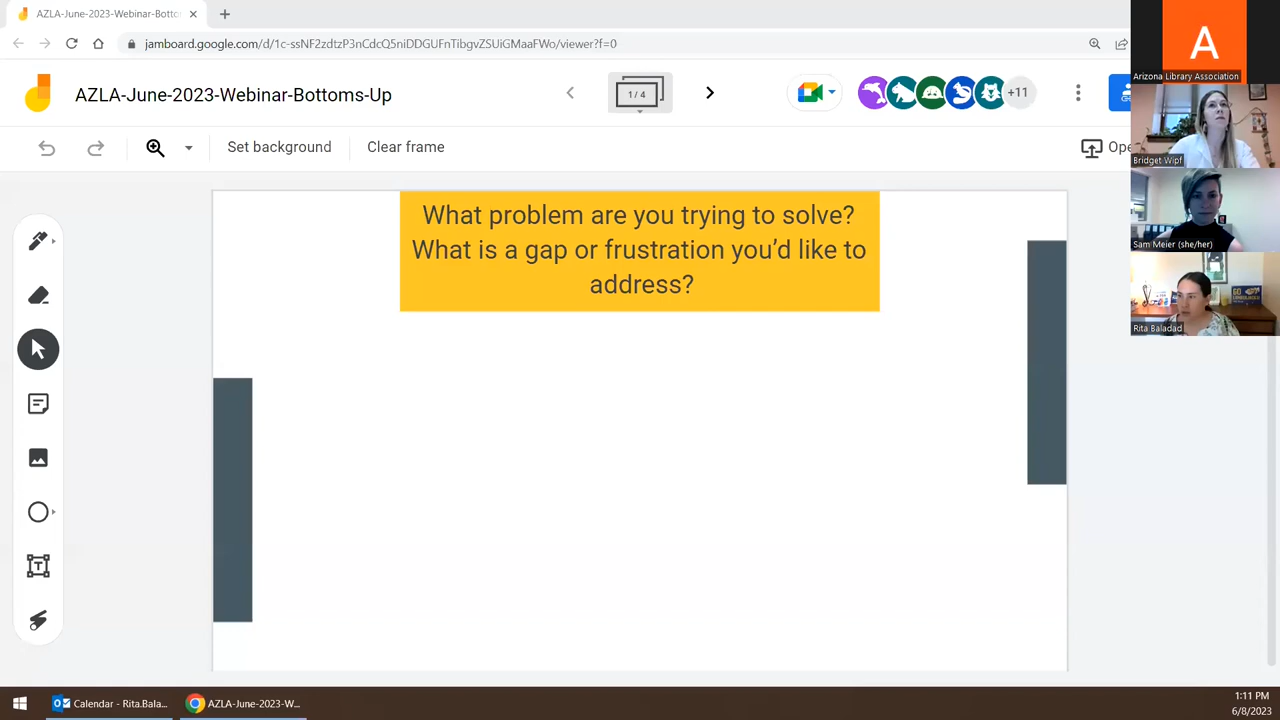 AZLA-June-2023-Webinar-Bottoms-
jamboard.google.com/d/1c-ssNF2zdtzP3nCdcQ5niDDGUFnTibgvZSUiGMaaFWo/viewer?f=0
A
Arizona Library Association
AZLA-June-2023-Webinar-Bottoms-Up
1 / 4
+11
Set background
Clear frame
Ope
Bridget Wipf
What problem are you trying to solve?
What is a gap or frustration you’d like to
address?
Sam Meier (she/her)
Rita Baladad
T
Calendar - Rita.Bala...
AZLA-June-2023-W...
1:11 PM
6/8/2023